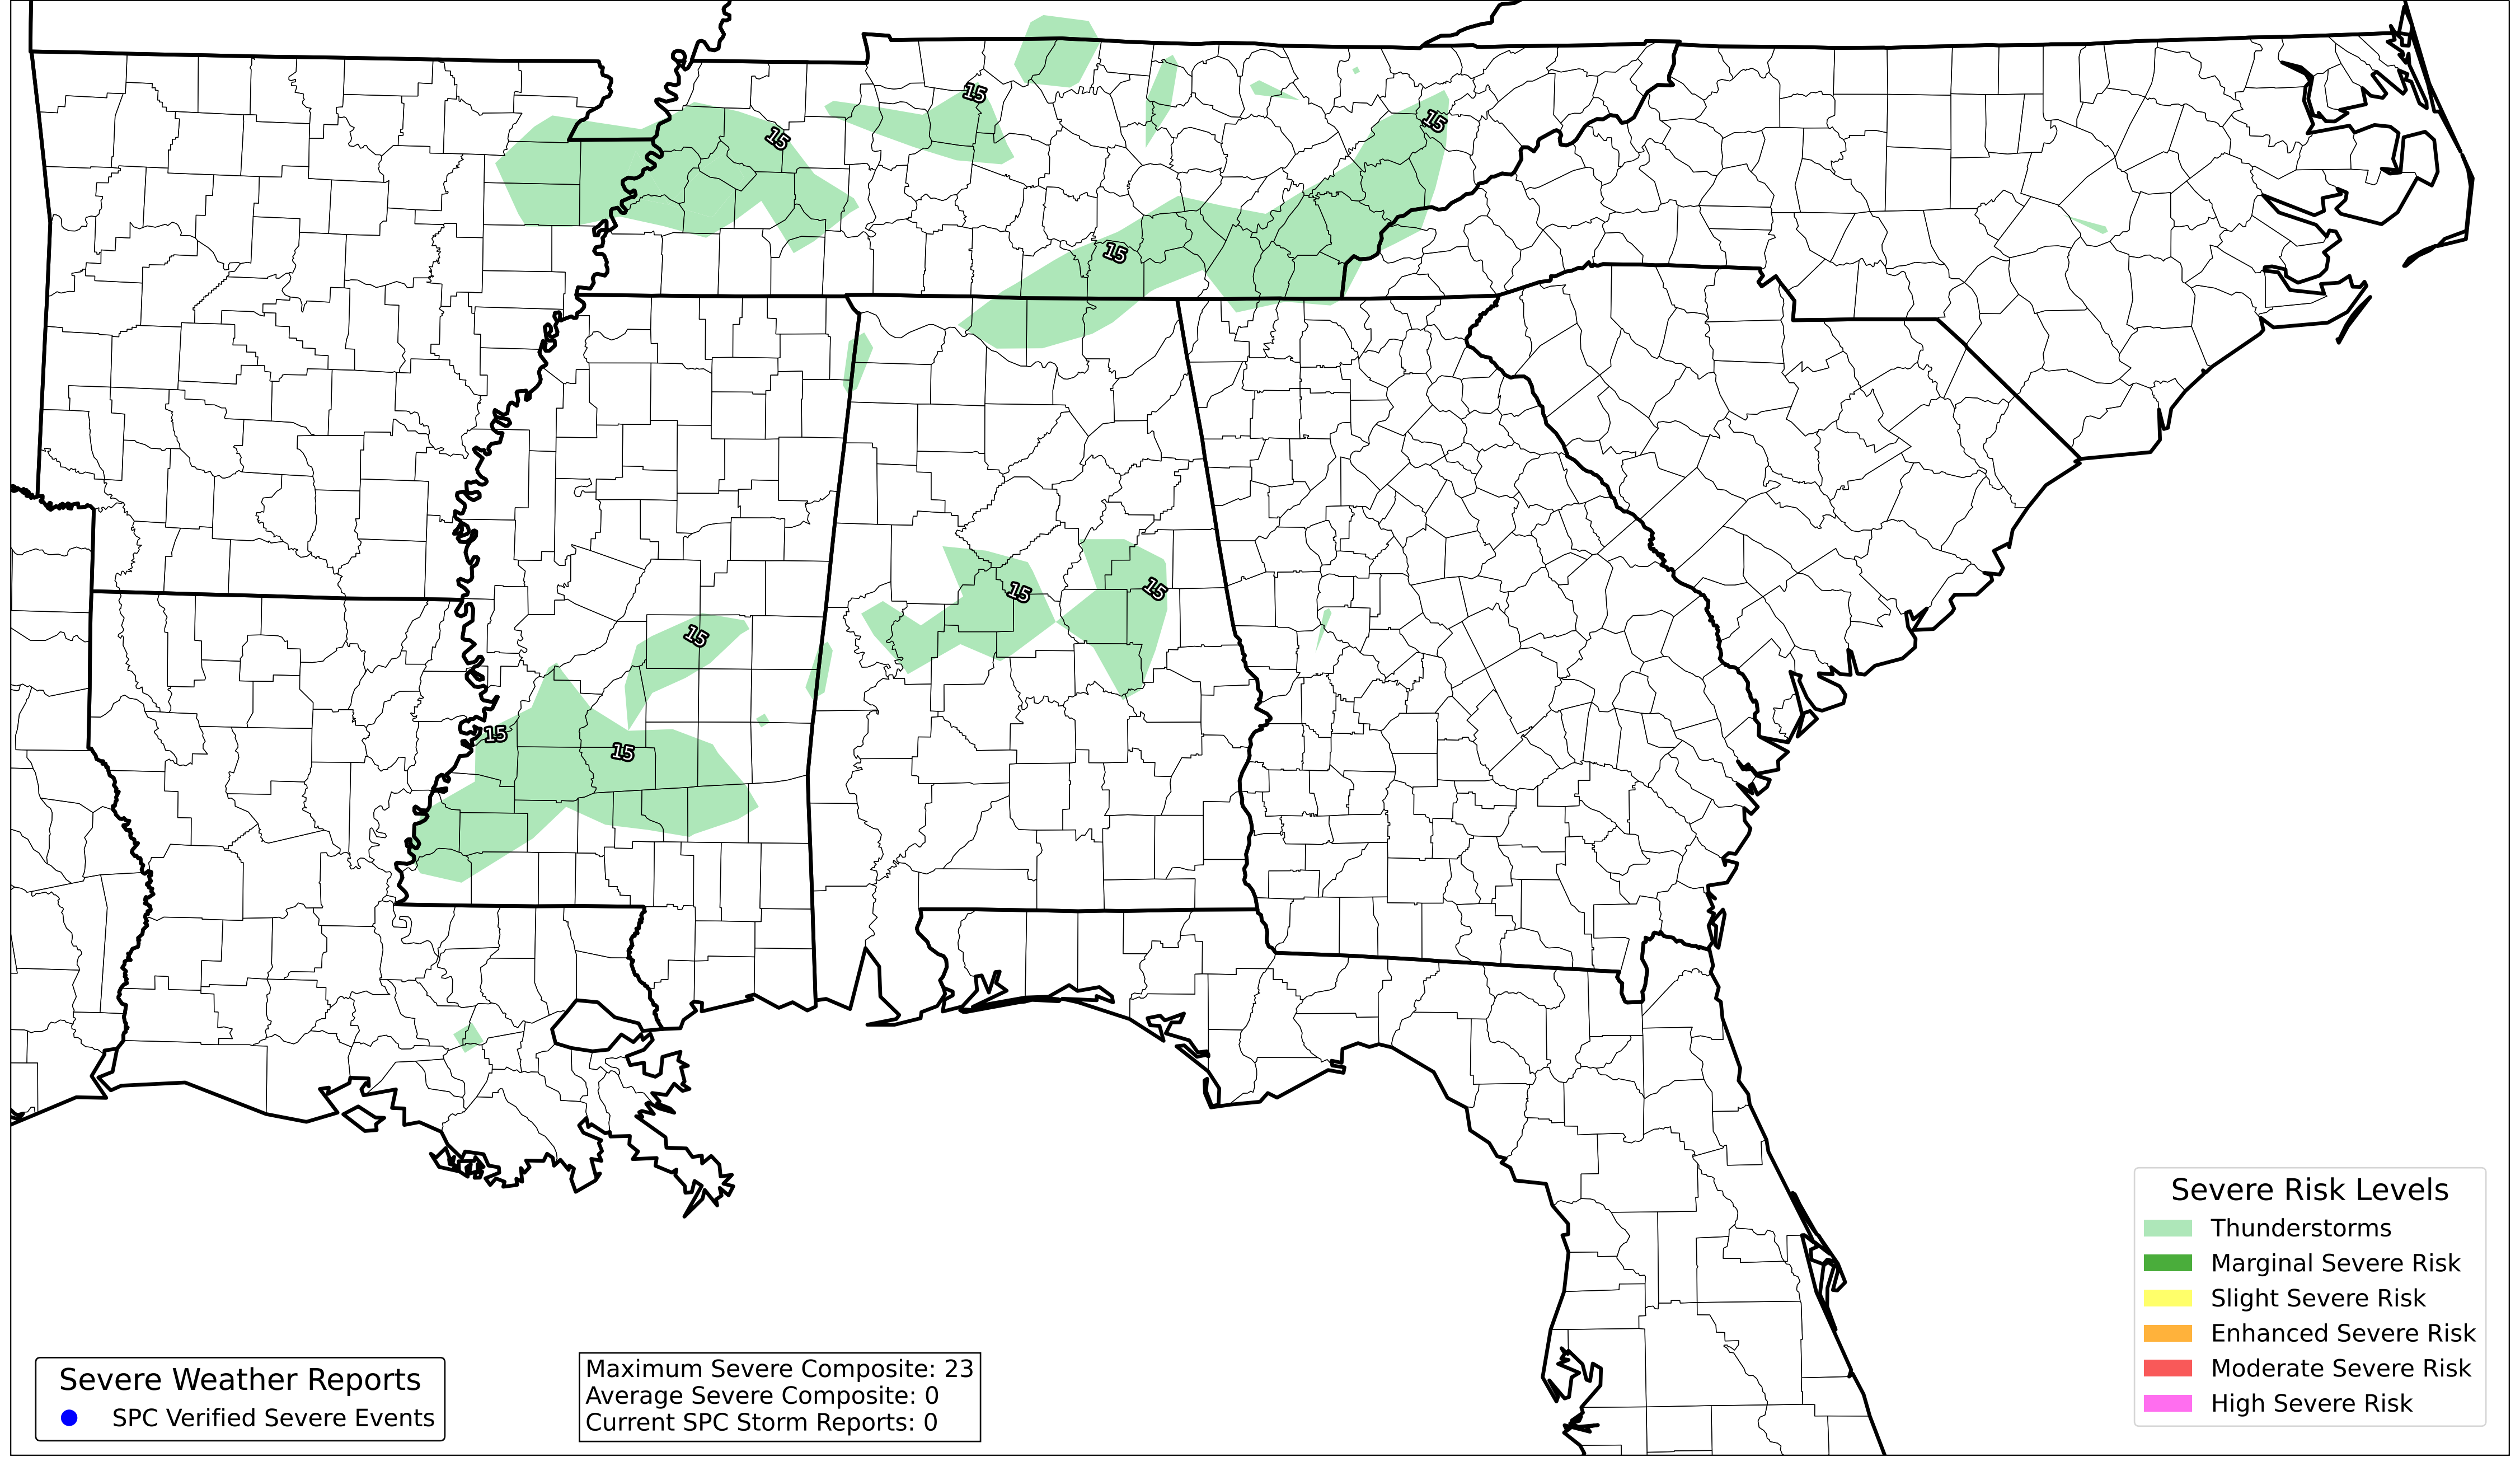 15
15
15
15
15
15
15
15
15
15
Severe Risk Levels
Thunderstorms
Marginal Severe Risk
Slight Severe Risk
Enhanced Severe Risk
Moderate Severe Risk
High Severe Risk
Severe Weather Reports
SPC Verified Severe Events
Maximum Severe Composite: 23
Average Severe Composite: 0
Current SPC Storm Reports: 0